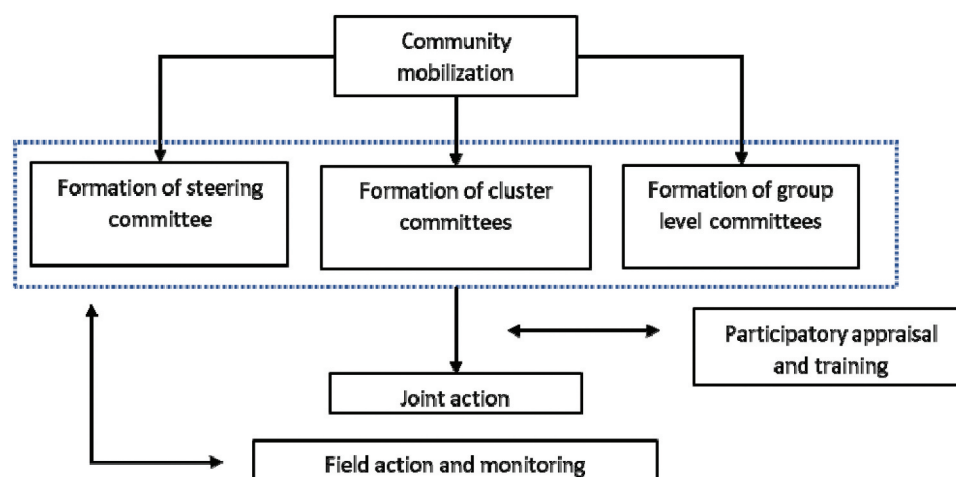 Community
mobilization
Formation of steering
committee
Formation of cluster
committees
Formation of group
level committees
Participatory appraisal
and training
Joint action
Field action and monitoring